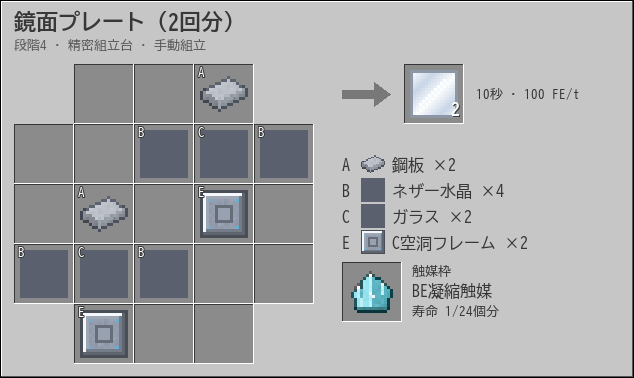 鏡面プレート（2回分）
段階4 · 精密組立台 · 手動組立
A
B
C
B
A
E
B
C
B
E
2
10秒 · 100 FE/t
A 鋼板 ×2
B ネザー水晶 ×4
C ガラス ×2
E C空洞フレーム ×2
触媒枠
BE凝縮触媒
寿命 1/24個分